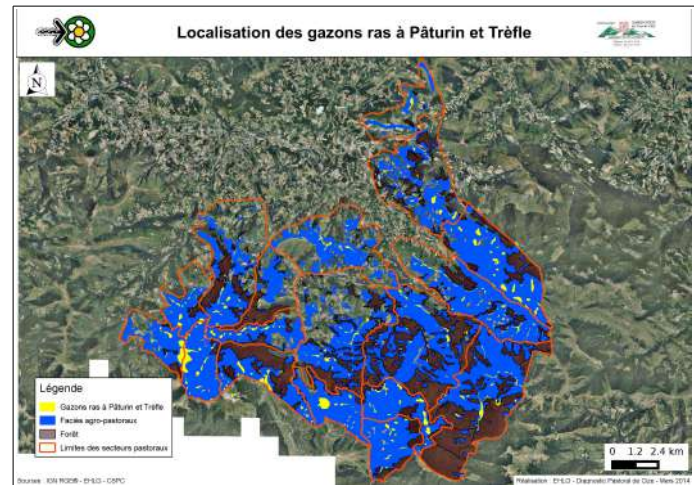 Localisation des gazons ras à Pâturin et Trèfle
N
Légende
Gazons ras à Pâturin et Trèfle
Faciès agro-pastoraux
Forêt
Limites des secteurs pastoraux
0 1.2 2.4 km
Sources : IGN RGE® - EHLG - CSPC
Réalisation : EHLG - Diagnostic Pastoral de Cize - Mars 2014